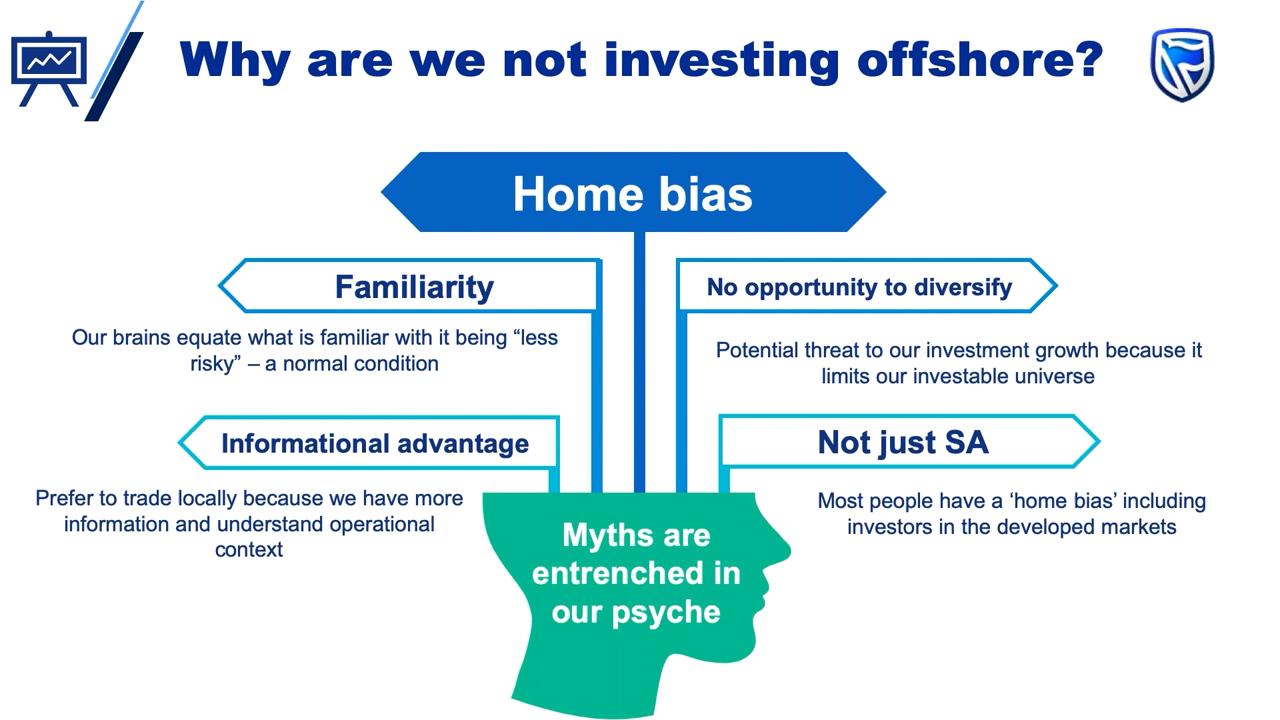 Why are we not investing offshore?
Home bias
Familiarity
Our brains equate what is familiar with it being “less
risky” – a normal condition
No opportunity to diversify
Potential threat to our investment growth because it
limits our investable universe
Informational advantage
Prefer to trade locally because we have more
information and understand operational
context
Not just SA
Most people have a ‘home bias’ including
investors in the developed markets
Myths are
entrenched in
our psyche